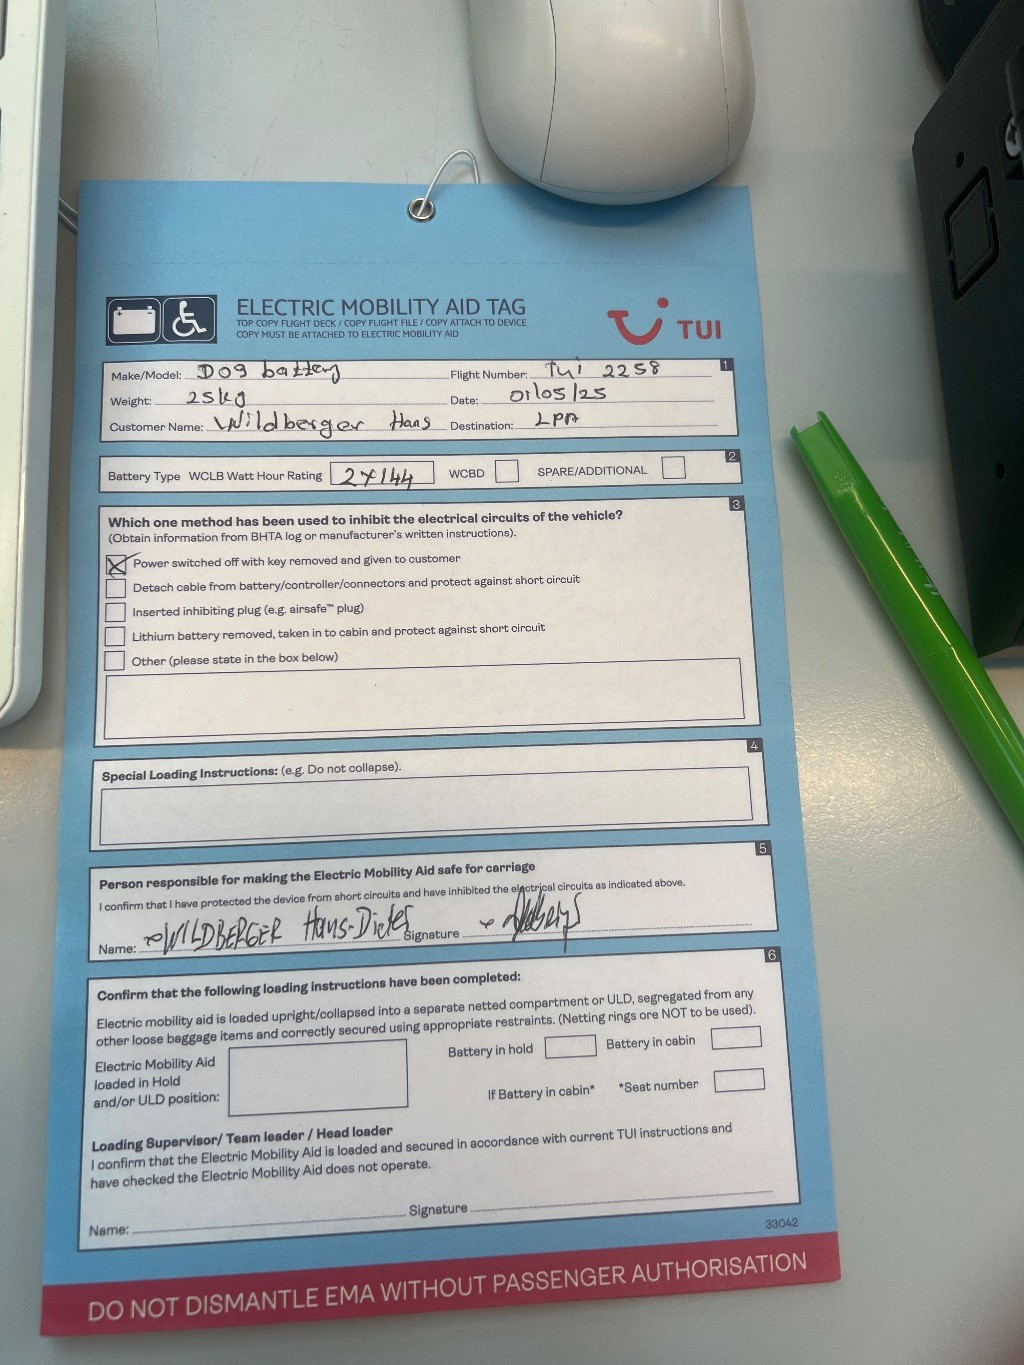 ELECTRIC MOBILITY AID TAG
TOP COPY FLIGHT DECK / COPY FLIGHT FILE / COPY ATTACH TO DEVICE
COPY MUST BE ATTACHED TO ELECTRIC MOBILITY AID
TUI
1
Make/Model: Dog battery Flight Number: Tui 2258
Weight: 25kg Date: 01/05/25
Customer Name: Wildberger Hans Destination: LPA
2
Battery Type WCLB Watt Hour Rating 2x144 WCBD SPARE/ADDITIONAL
3
Which one method has been used to inhibit the electrical circuits of the vehicle?
(Obtain information from BHTA log or manufacturer's written instructions).
Power switched off with key removed and given to customer
Detach cable from battery/controller/connectors and protect against short circuit
Inserted inhibiting plug (e.g. airsafe™ plug)
Lithium battery removed, taken in to cabin and protect against short circuit
Other (please state in the box below)
4
Special Loading Instructions: (e.g. Do not collapse).
5
Person responsible for making the Electric Mobility Aid safe for carriage
I confirm that I have protected the device from short circuits and have inhibited the electrical circuits as indicated above.
Name: WILDBERGER Hans-Dieter Signature
6
Confirm that the following loading instructions have been completed:
Electric mobility aid is loaded upright/collapsed into a separate netted compartment or ULD, segregated from any
other loose baggage items and correctly secured using appropriate restraints. (Netting rings are NOT to be used).
Electric Mobility Aid
loaded in Hold
and/or ULD position:
Battery in hold Battery in cabin
If Battery in cabin* *Seat number
Loading Supervisor/ Team leader / Head loader
I confirm that the Electric Mobility Aid is loaded and secured in accordance with current TUI instructions and
have checked the Electric Mobility Aid does not operate.
Name: Signature
33042
DO NOT DISMANTLE EMA WITHOUT PASSENGER AUTHORISATION